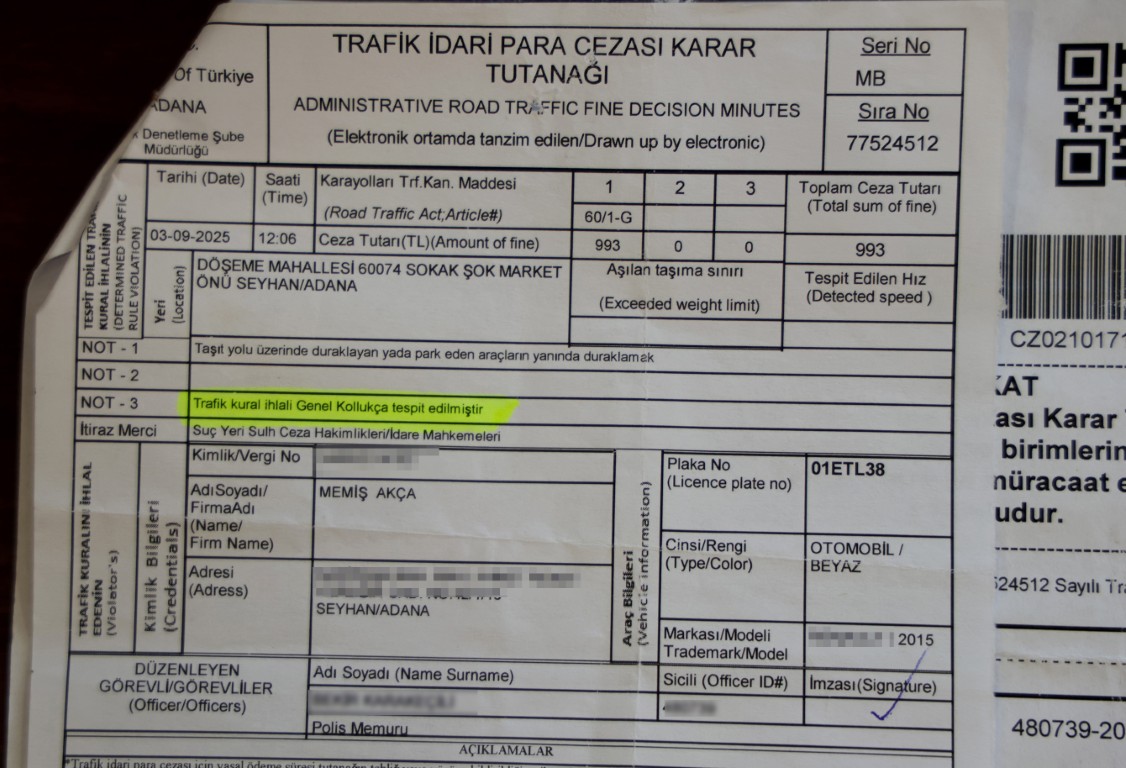 Of Türkiye
ADANA
Denetleme Şube
Müdürlüğü
TRAFİK İDARİ PARA CEZASI KARAR
TUTANAĞI
ADMINISTRATIVE ROAD TRAFFIC FINE DECISION MINUTES
(Elektronik ortamda tanzim edilen/Drawn up by electronic)
Seri No
MB
Sıra No
77524512
TESPİT EDİLEN
KURAL İHLALİNİN
(DETERMINED TRAFFIC
RULE VIOLATION)
Tarihi (Date)
Saati
(Time)
Karayolları Trf.Kan. Maddesi
(Road Traffic Act;Article#)
1 2 3
60/1-G
Toplam Ceza Tutarı
(Total sum of fine)
03-09-2025 12:06 Ceza Tutarı(TL)(Amount of fine) 993 0 0 993
Yeri
(Location)
DÖŞEME MAHALLESİ 60074 SOKAK ŞOK MARKET
ÖNÜ SEYHAN/ADANA
Aşılan taşıma sınırı
(Exceeded weight limit)
Tespit Edilen Hız
(Detected speed )
NOT - 1 Taşıt yolu üzerinde duraklayan yada park eden araçların yanında duraklamak
NOT - 2
NOT - 3 Trafik kural ihlali Genel Kollukça tespit edilmiştir
İtiraz Merci Suç Yeri Sulh Ceza Hakimlikleri/İdare Mahkemeleri
TRAFİK KURALINI İHLAL
EDENİN
(Violator's)
Kimlik Bilgileri
(Credentials)
Kimlik/Vergi No
AdıSoyadı/
FirmaAdı
(Name/
Firm Name)
MEMİŞ AKÇA
Adresi
(Adress)
SEYHAN/ADANA
Araç Bilgileri
(Vehicle information)
Plaka No
(Licence plate no)
01ETL38
Cinsi/Rengi
(Type/Color)
OTOMOBİL /
BEYAZ
Markası/Modeli
Trademark/Model
2015
DÜZENLEYEN
GÖREVLİ/GÖREVLİLER
(Officer/Officers)
Adı Soyadı (Name Surname)
Sicili (Officer ID#)
İmzası(Signature)
Polis Memuru
AÇIKLAMALAR
*Trafik idari para cezası için yasal ödeme süresi
CZ0210171
KAT
ası Karar
birimlerin
müracaat e
udur.
524512 Sayılı
480739-20